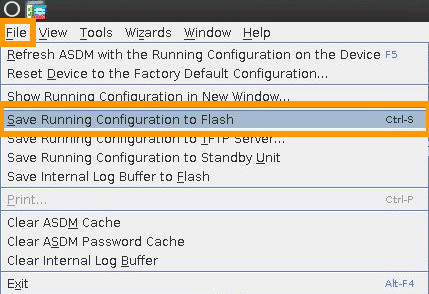 File View Tools Wizards Window Help
Refresh ASDM with the Running Configuration on the Device F5
Reset Device to the Factory Default Configuration...
Show Running Configuration in New Window...
Save Running Configuration to Flash Ctrl-S
Save Running Configuration to TFTP Server...
Save Running Configuration to Standby Unit
Save Internal Log Buffer to Flash
Print... Ctrl-P
Clear ASDM Cache
Clear ASDM Password Cache
Clear Internal Log Buffer
Exit Alt-F4